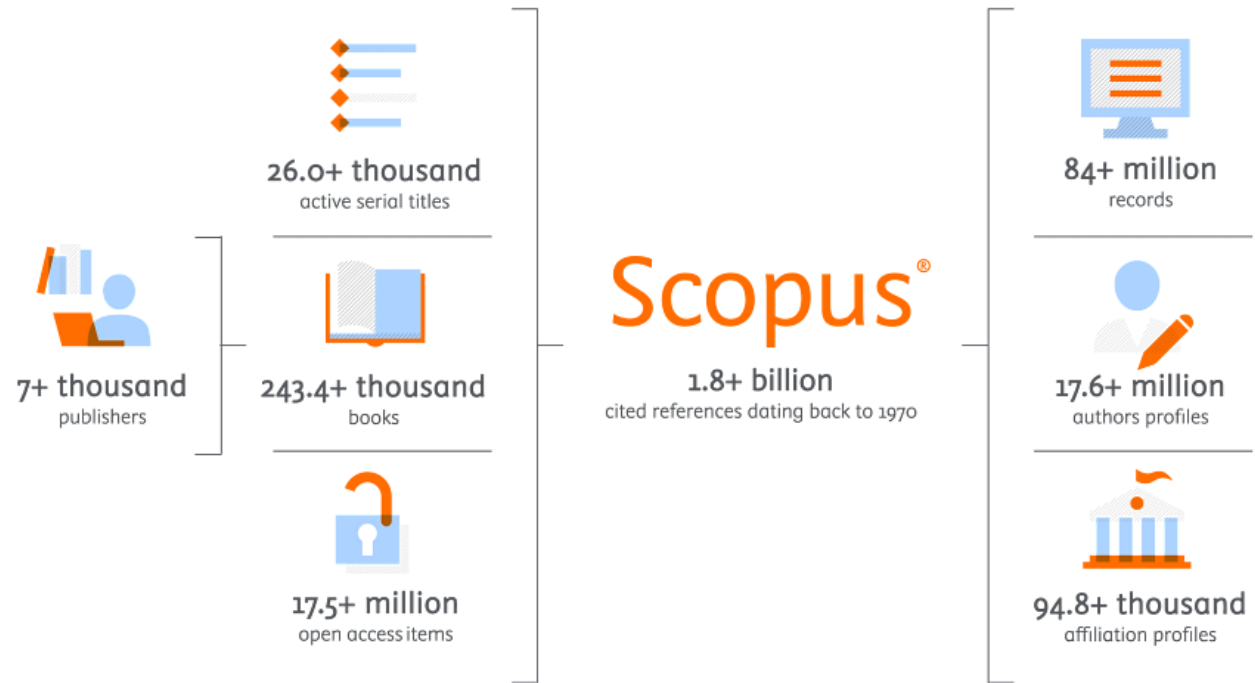 26.0+ thousand
active serial titles
7+ thousand
publishers
243.4+ thousand
books
17.5+ million
open access items
Scopus®
1.8+ billion
cited references dating back to 1970
84+ million
records
17.6+ million
authors profiles
94.8+ thousand
affiliation profiles